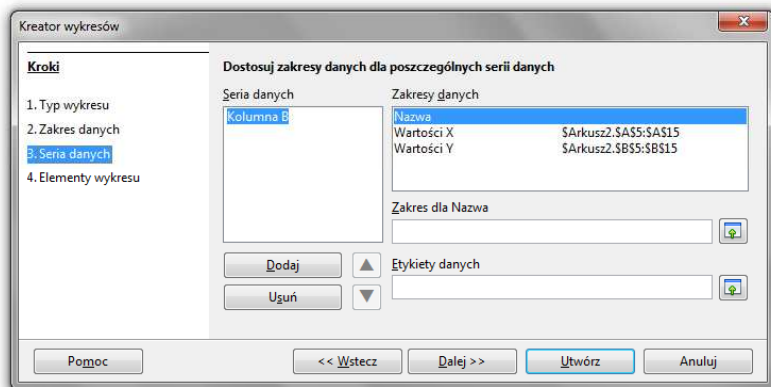 Kreator wykresów
Kroki
1. Typ wykresu
2. Zakres danych
3. Seria danych
4. Elementy wykresu
Dostosuj zakresy danych dla poszczególnych serii danych
Seria danych
Kolumna B
Dodaj
Usuń
Zakresy danych
Nazwa
Wartości X $Arkusz2.$A$5:$A$15
Wartości Y $Arkusz2.$B$5:$B$15
Zakres dla Nazwa
Etykiety danych
Pomoc
<< Wstecz
Dalej >>
Utwórz
Anuluj